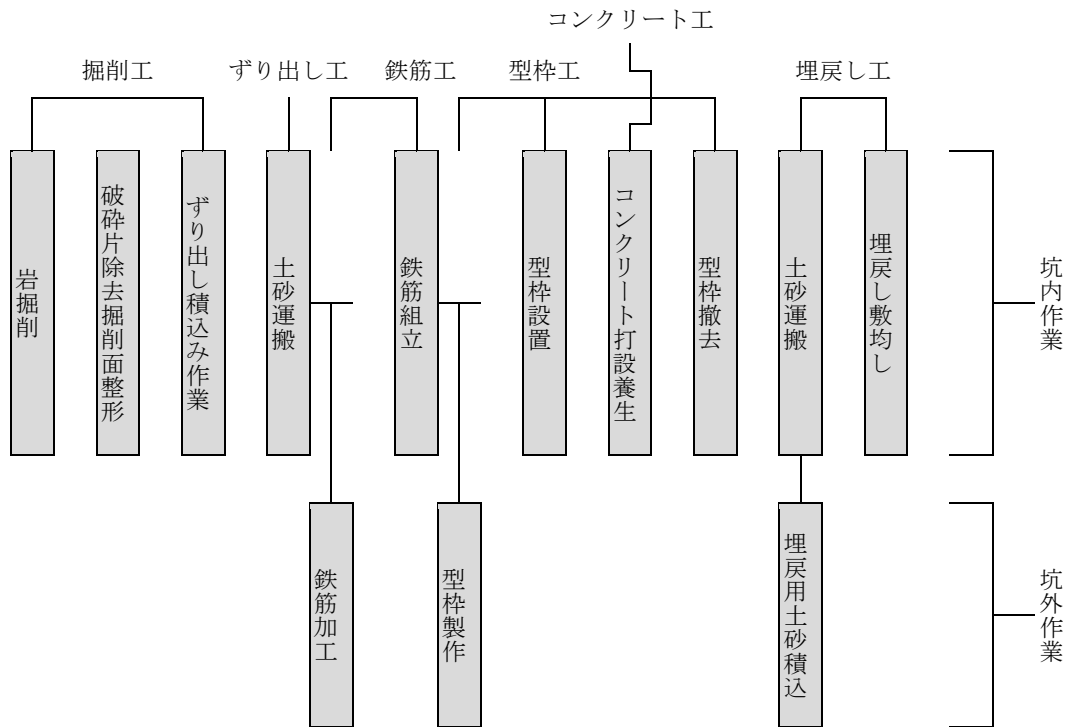 コンクリート工
掘削工
ずり出し工
鉄筋工
型枠工
埋戻し工
岩掘削
破砕片除去掘削面整形
ずり出し積込み作業
土砂運搬
鉄筋組立
型枠設置
コンクリート打設養生
型枠撤去
土砂運搬
埋戻し敷均し
坑内作業
鉄筋加工
型枠製作
埋戻用土砂積込
坑外作業